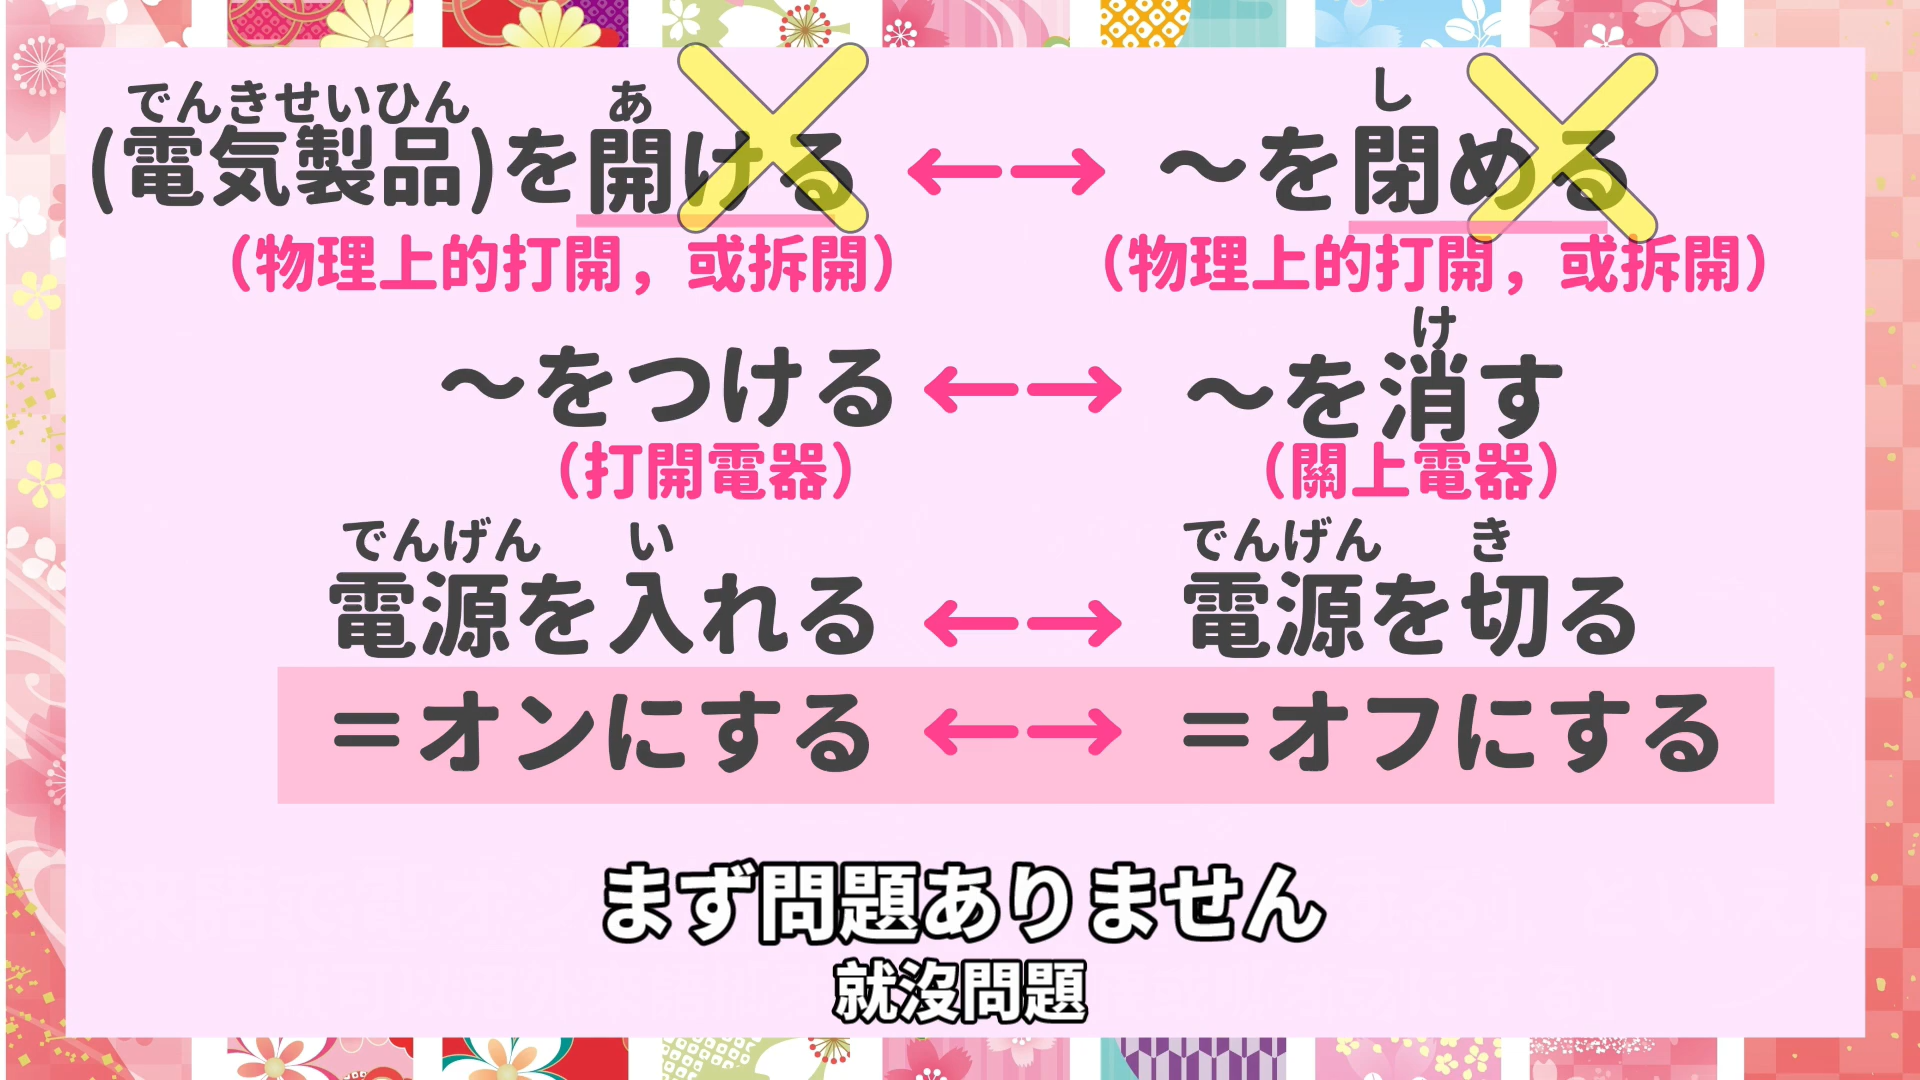 でんきせいひん あ し
(電気製品)を開ける ←→ ～を閉める
（物理上的打開，或拆開） （物理上的打開，或拆開）
け
～をつける ←→ ～を消す
（打開電器） （關上電器）
でんげん い でんげん き
電源を入れる ←→ 電源を切る
＝オンにする ←→ ＝オフにする
まず問題ありません
就沒問題